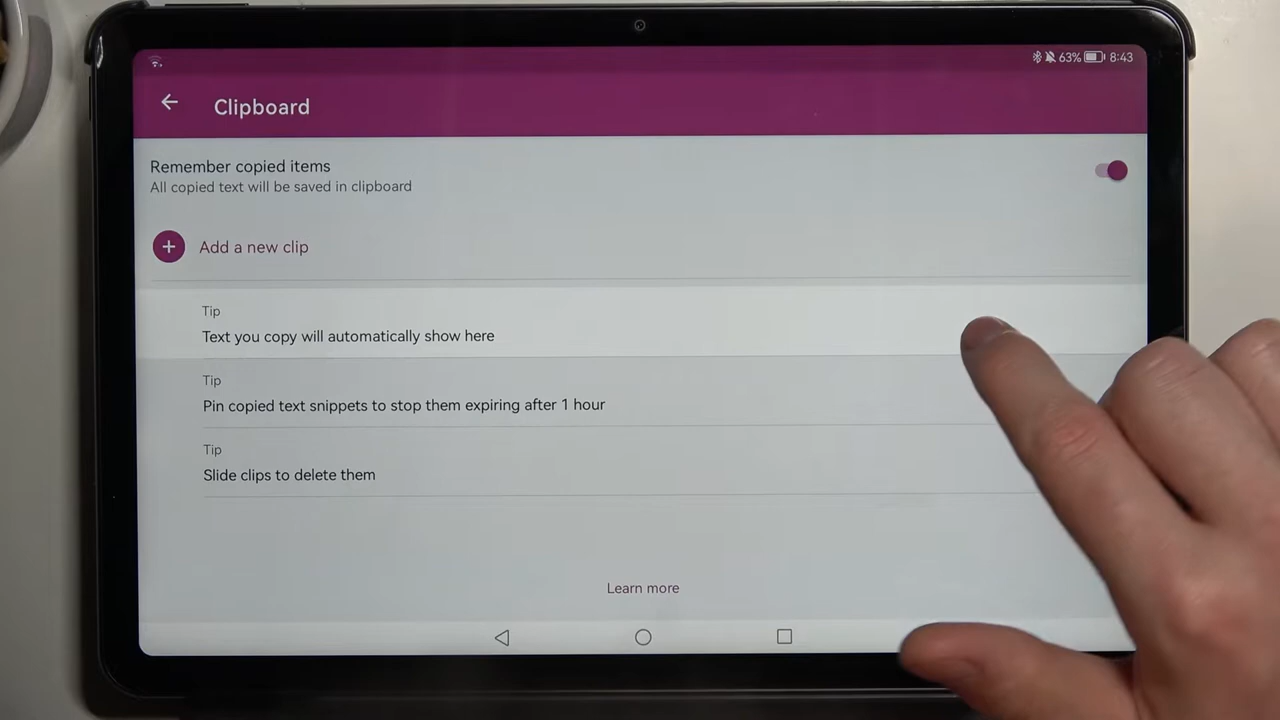 63% 8:43
Clipboard
Remember copied items
All copied text will be saved in clipboard
Add a new clip
Tip
Text you copy will automatically show here
Tip
Pin copied text snippets to stop them expiring after 1 hour
Tip
Slide clips to delete them
Learn more